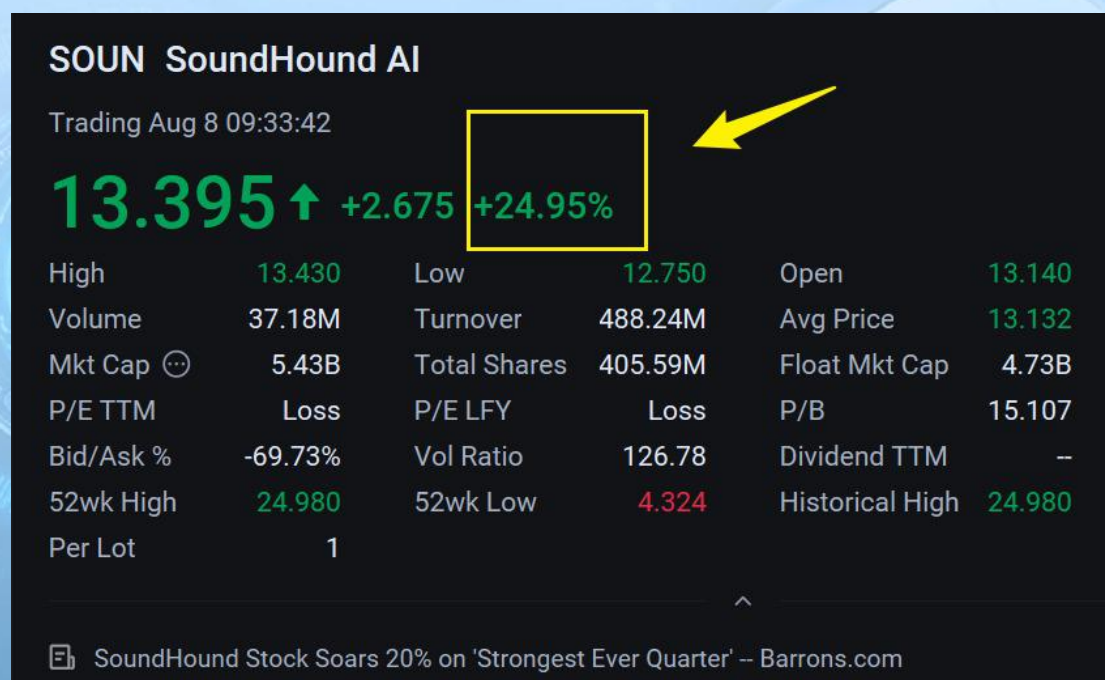 SOUN SoundHound AI
Trading Aug 8 09:33:42
13.395 +2.675 +24.95%
High 13.430 Low 12.750 Open 13.140
Volume 37.18M Turnover 488.24M Avg Price 13.132
Mkt Cap 5.43B Total Shares 405.59M Float Mkt Cap 4.73B
P/E TTM Loss P/E LFY Loss P/B 15.107
Bid/Ask % -69.73% Vol Ratio 126.78 Dividend TTM --
52wk High 24.980 52wk Low 4.324 Historical High 24.980
Per Lot 1
SoundHound Stock Soars 20% on 'Strongest Ever Quarter' -- Barrons.com